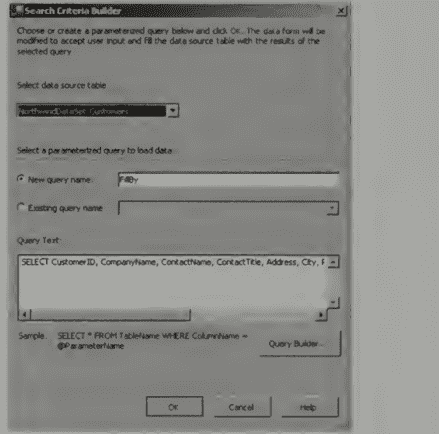 Search Criteria Builder
Choose or create a parameterized query below and click OK. The data form will be
modified to accept user input and fill the data source table with the results of the
selected query
Select data source table
NorthwindDataSet.Customers
Select a parameterized query to load data:
New query name:
FillBy
Existing query name
Query Text:
SELECT CustomerID, CompanyName, ContactName, ContactTitle, Address, City, F
Sample: SELECT * FROM TableName WHERE ColumnName =
@ParameterName
Query Builder...
OK
Cancel
Help